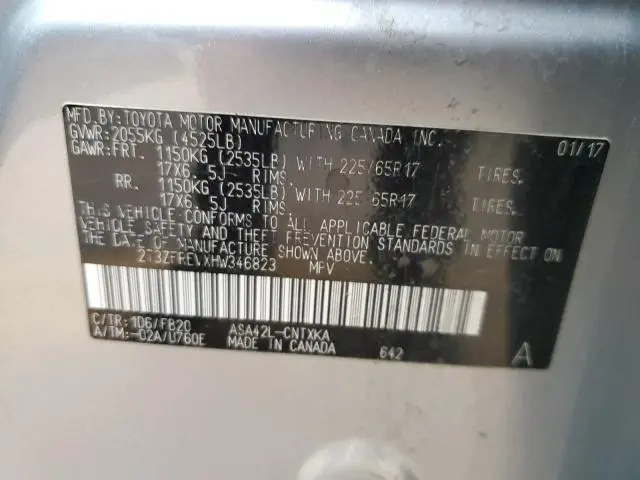 MFD.BY:TOYOTA MOTOR MANUFACTURING CANADA INC. 01/17
GVWR:2055KG (4525LB)
GAWR:FRT. 1150KG (2535LB) WITH 225/65R17 TIRES.
17X6.5J RIMS.
RR. 1150KG (2535LB) WITH 225/65R17 TIRES.
17X6.5J RIMS.
THIS VEHICLE CONFORMS TO ALL APPLICABLE FEDERAL MOTOR
VEHICLE SAFETY AND THEFT PREVENTION STANDARDS IN EFFECT ON
THE DATE OF MANUFACTURE SHOWN ABOVE.
2T3ZFREVXHW346823 MPV
C/TR:1D6/FB20 ASA42L-CNTXKA
A/TM:-02A/U760E MADE IN CANADA 642 A